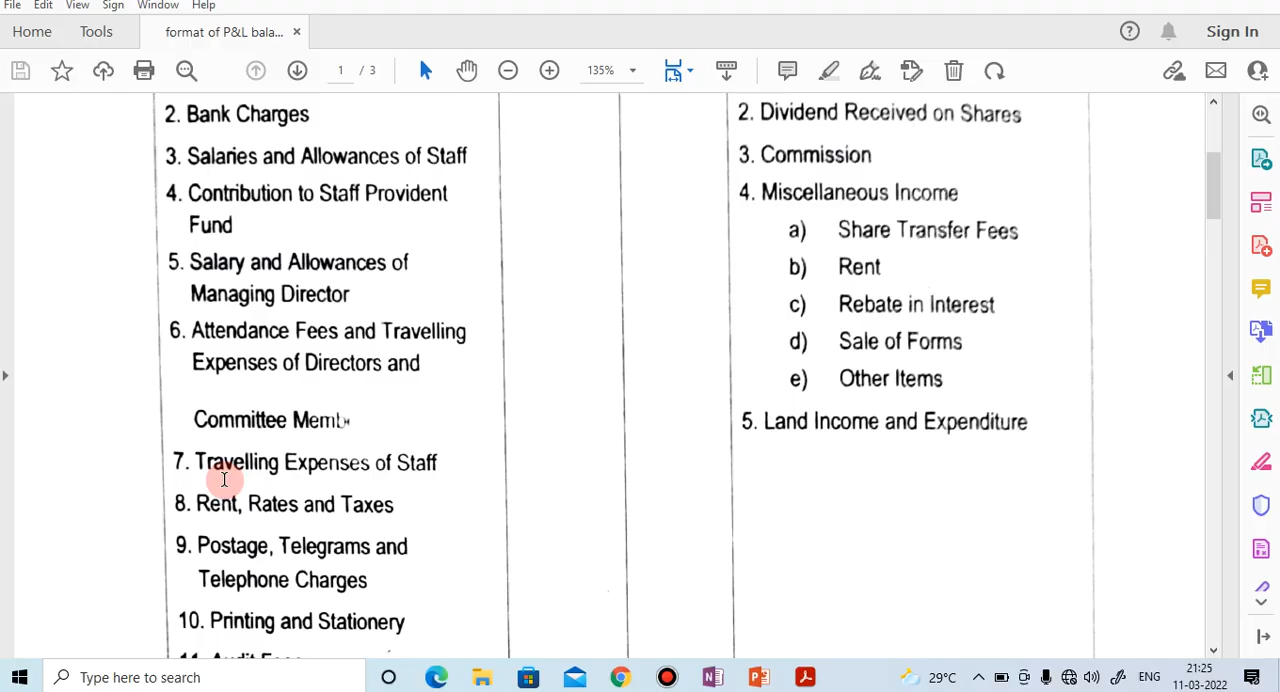 File Edit View Sign Window Help
Home Tools format of P&L bala... × ? Sign In
1 / 3 135%
2. Bank Charges
3. Salaries and Allowances of Staff
4. Contribution to Staff Provident
Fund
5. Salary and Allowances of
Managing Director
6. Attendance Fees and Travelling
Expenses of Directors and
Committee
7. Travelling Expenses of Staff
8. Rent, Rates and Taxes
9. Postage, Telegrams and
Telephone Charges
10. Printing and Stationery
2. Dividend Received on Shares
3. Commission
4. Miscellaneous Income
a) Share Transfer Fees
b) Rent
c) Rebate in Interest
d) Sale of Forms
e) Other Items
5. Land Income and Expenditure
Type here to search 29°C ENG 21:25
11-03-2022